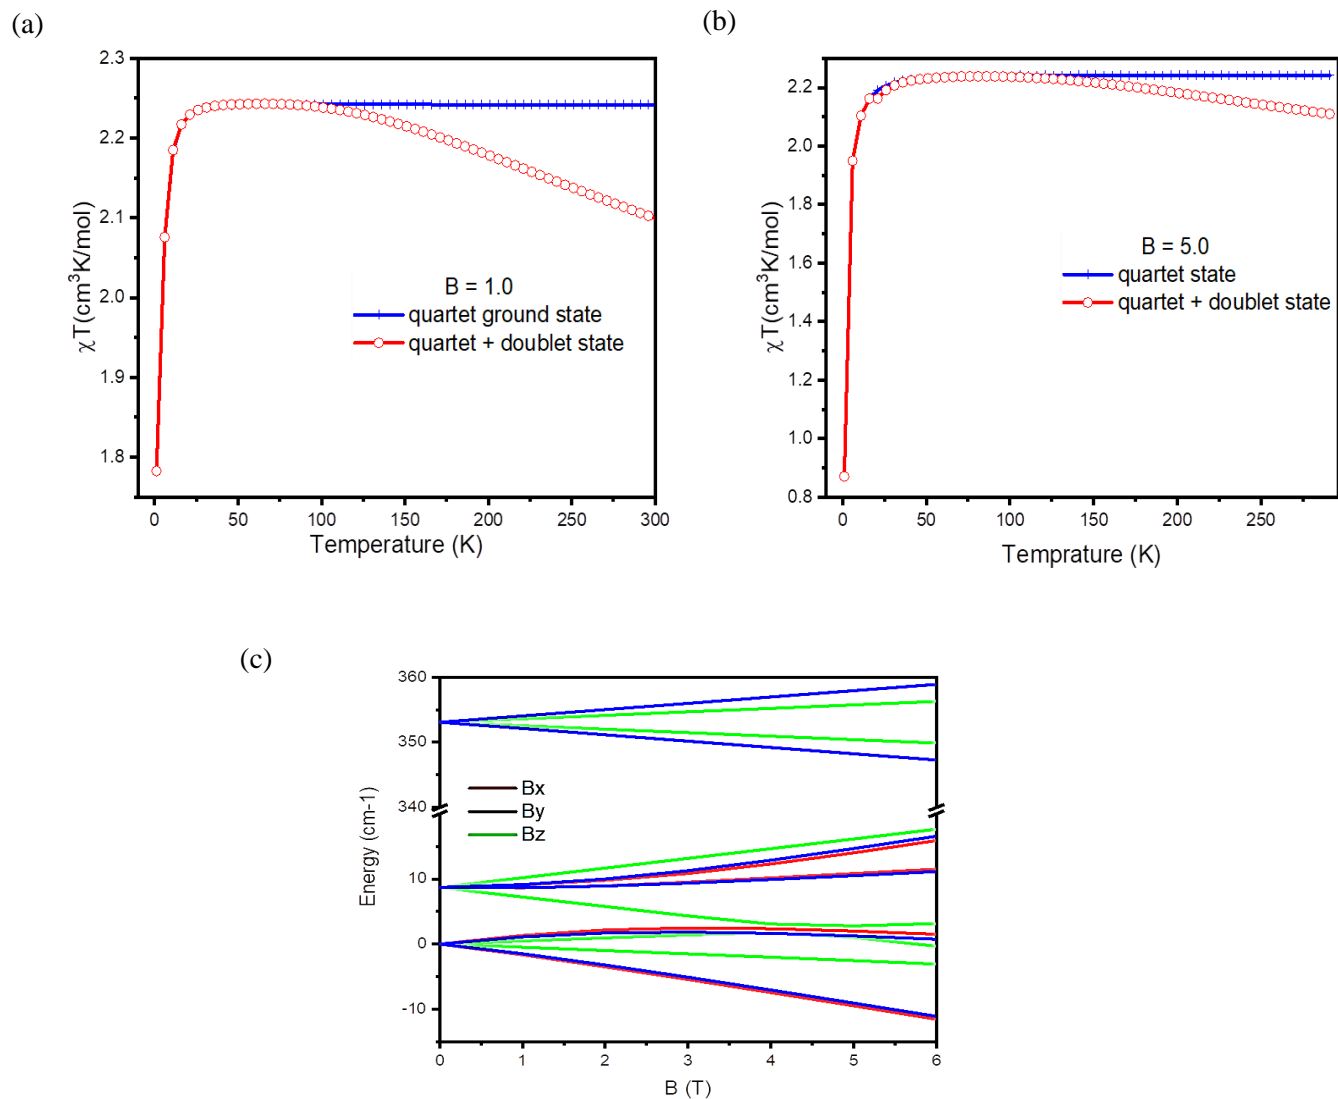 (a)
2.3
2.2
2.1
2.0
1.9
1.8
χT(cm³K/mol)
B = 1.0
quartet ground state
quartet + doublet state
0 50 100 150 200 250 300
Temperature (K)
(b)
2.2
2.0
1.8
1.6
1.4
1.2
1.0
0.8
χT(cm³K/mol)
B = 5.0
quartet state
quartet + doublet state
0 50 100 150 200 250
Temprature (K)
(c)
360
350
340
10
0
-10
Energy (cm-1)
Bx
By
Bz
0 1 2 3 4 5 6
B (T)